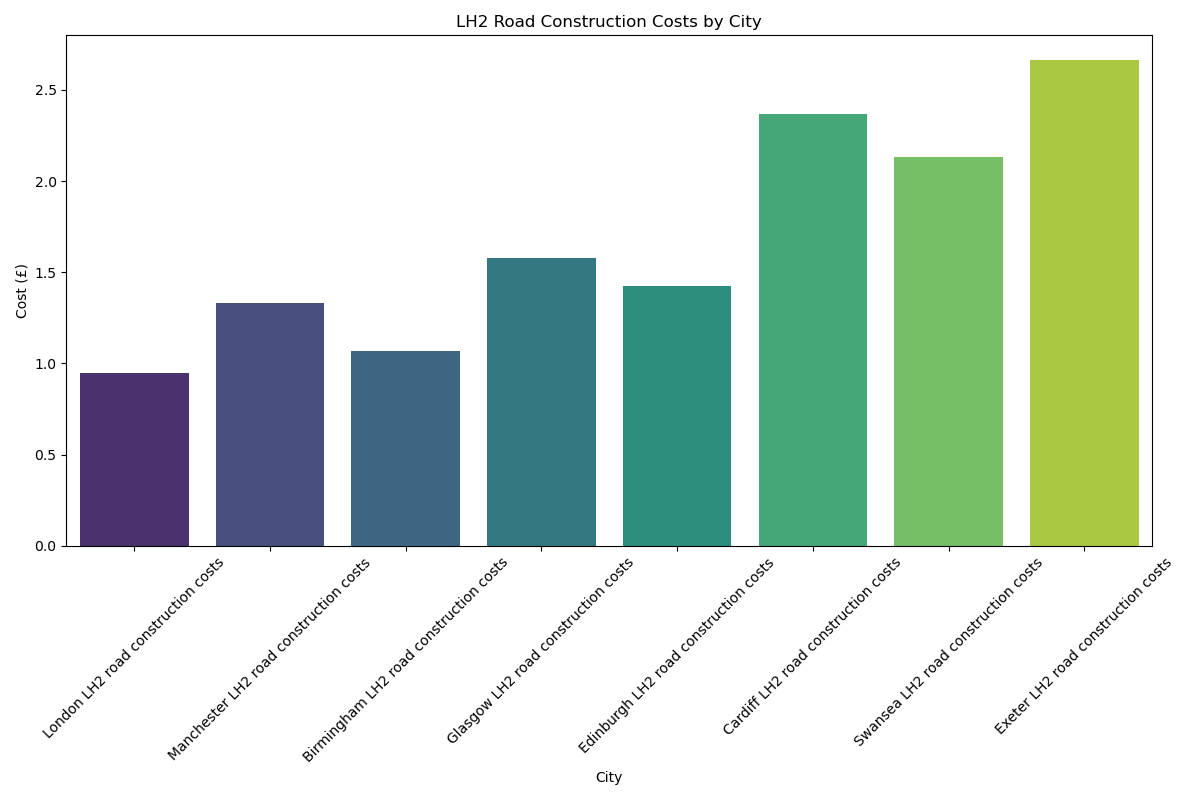 LH2 Road Construction Costs by City
Cost (£)
2.5
2.0
1.5
1.0
0.5
0.0
London LH2 road construction costs
Manchester LH2 road construction costs
Birmingham LH2 road construction costs
Glasgow LH2 road construction costs
Edinburgh LH2 road construction costs
Cardiff LH2 road construction costs
Swansea LH2 road construction costs
Exeter LH2 road construction costs
City